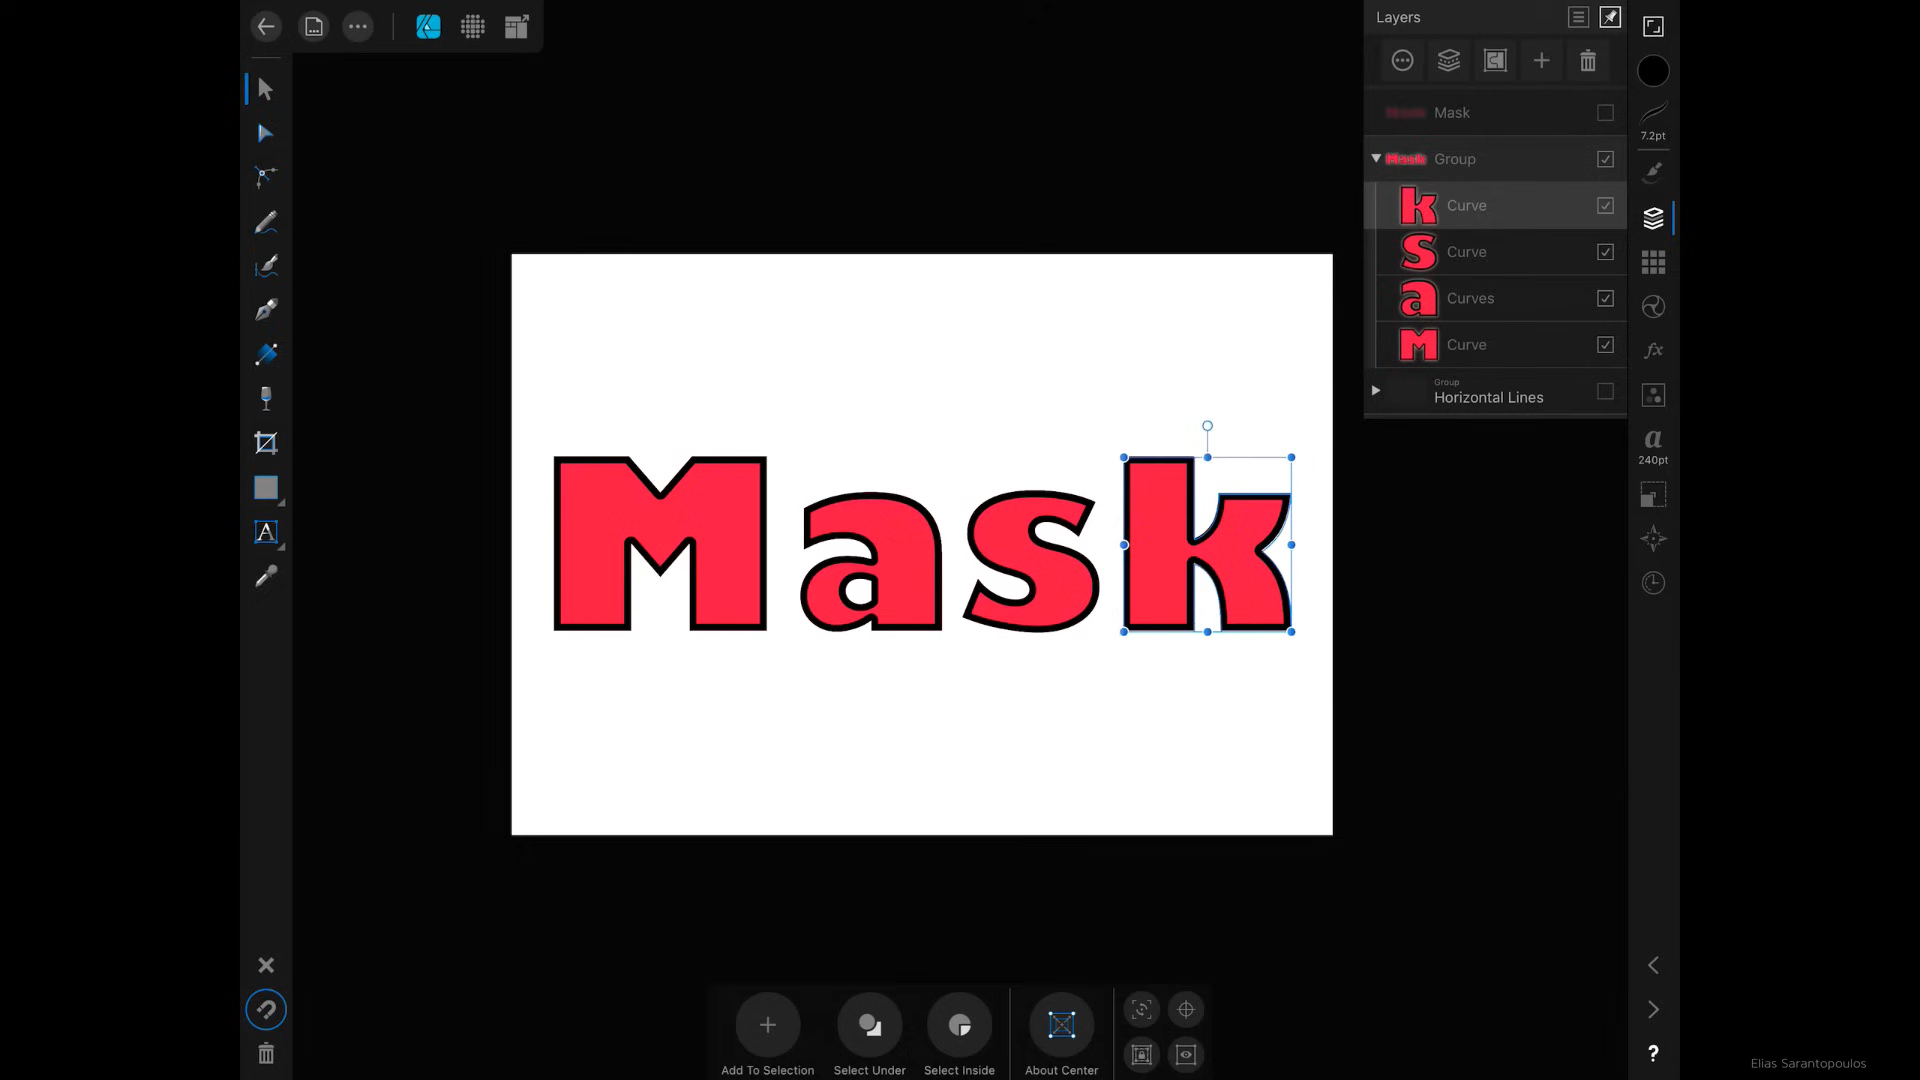 Layers
Mask
7.2pt
Group
Curve
Curve
Curves
Curve
Group
Horizontal Lines
fx
a
240pt
Mask
A
Add To Selection
Select Under
Select Inside
About Center
?
Elias Sarantopoulos